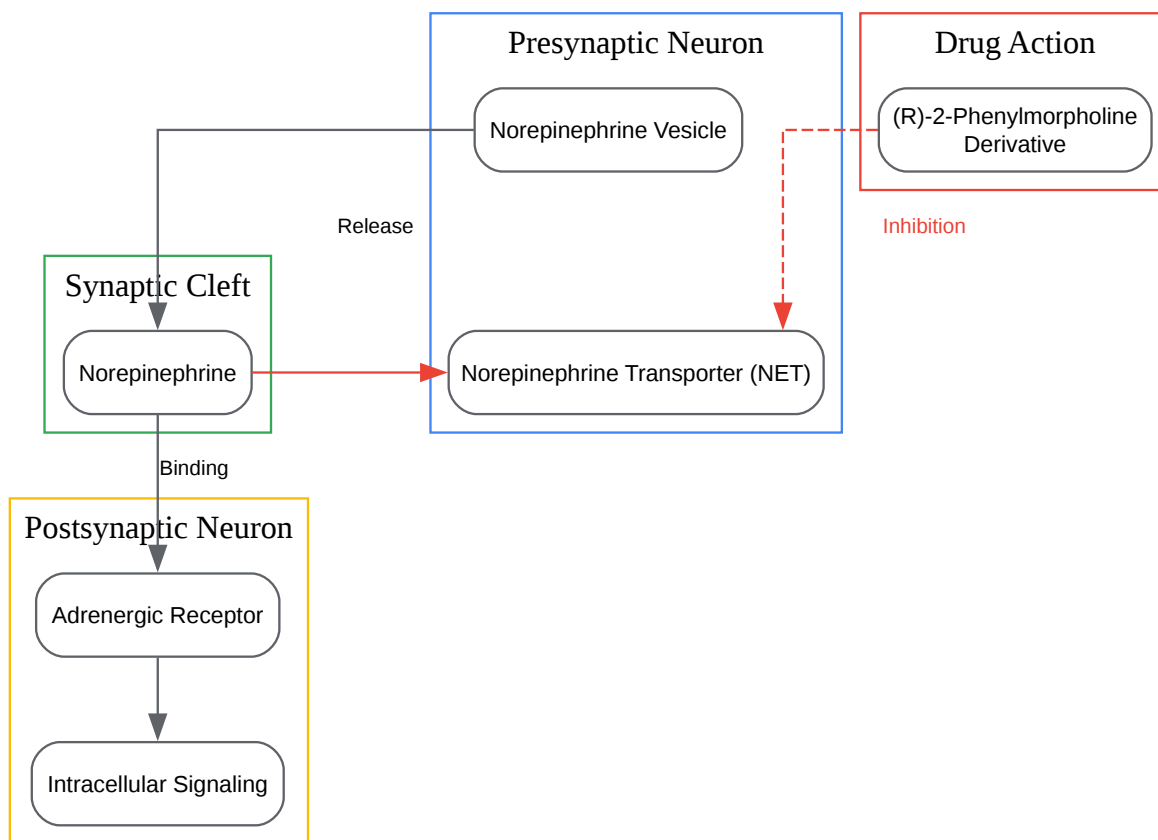 Presynaptic Neuron
Drug Action
Norepinephrine Vesicle
(R)-2-Phenylmorpholine
Derivative
Release
Inhibition
Synaptic Cleft
Norepinephrine
Norepinephrine Transporter (NET)
Binding
Postsynaptic Neuron
Adrenergic Receptor
Intracellular Signaling